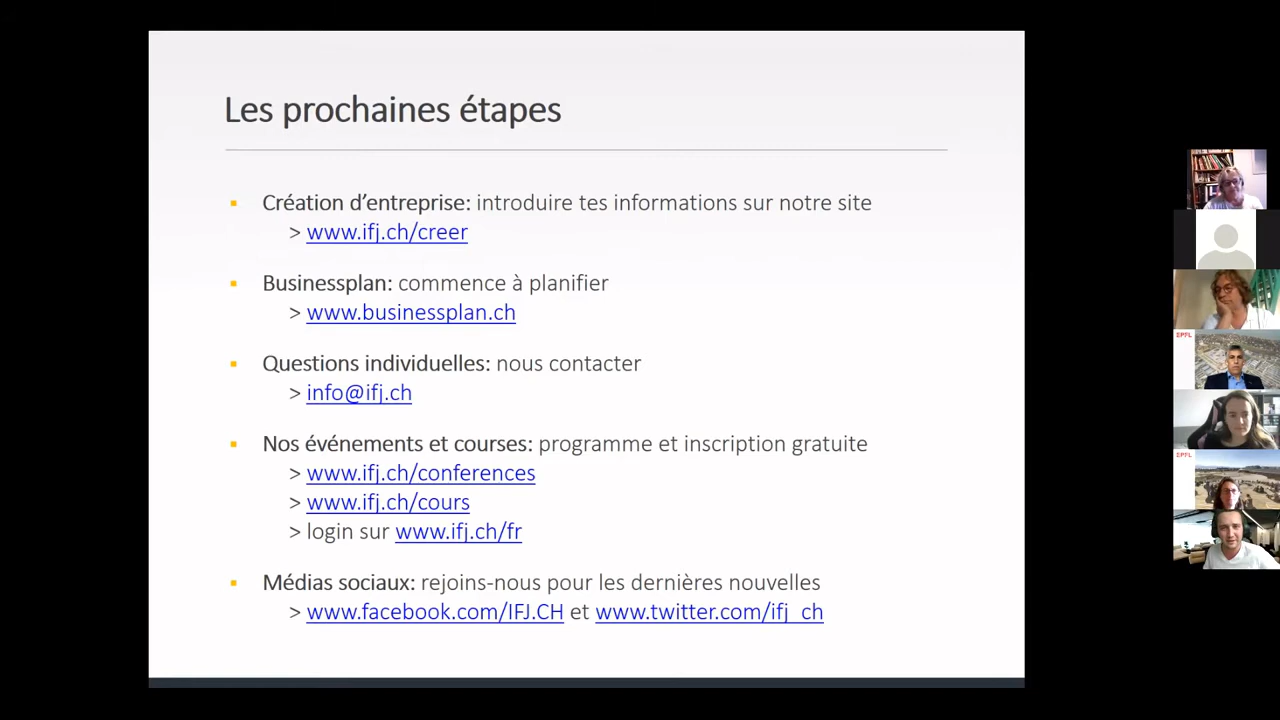 Les prochaines étapes
Création d’entreprise: introduire tes informations sur notre site
> www.ifj.ch/creer
Businessplan: commence à planifier
> www.businessplan.ch
Questions individuelles: nous contacter
> info@ifj.ch
Nos événements et courses: programme et inscription gratuite
> www.ifj.ch/conferences
> www.ifj.ch/cours
> login sur www.ifj.ch/fr
Médias sociaux: rejoins-nous pour les dernières nouvelles
> www.facebook.com/IFJ.CH et www.twitter.com/ifj_ch
EPFL
EPFL